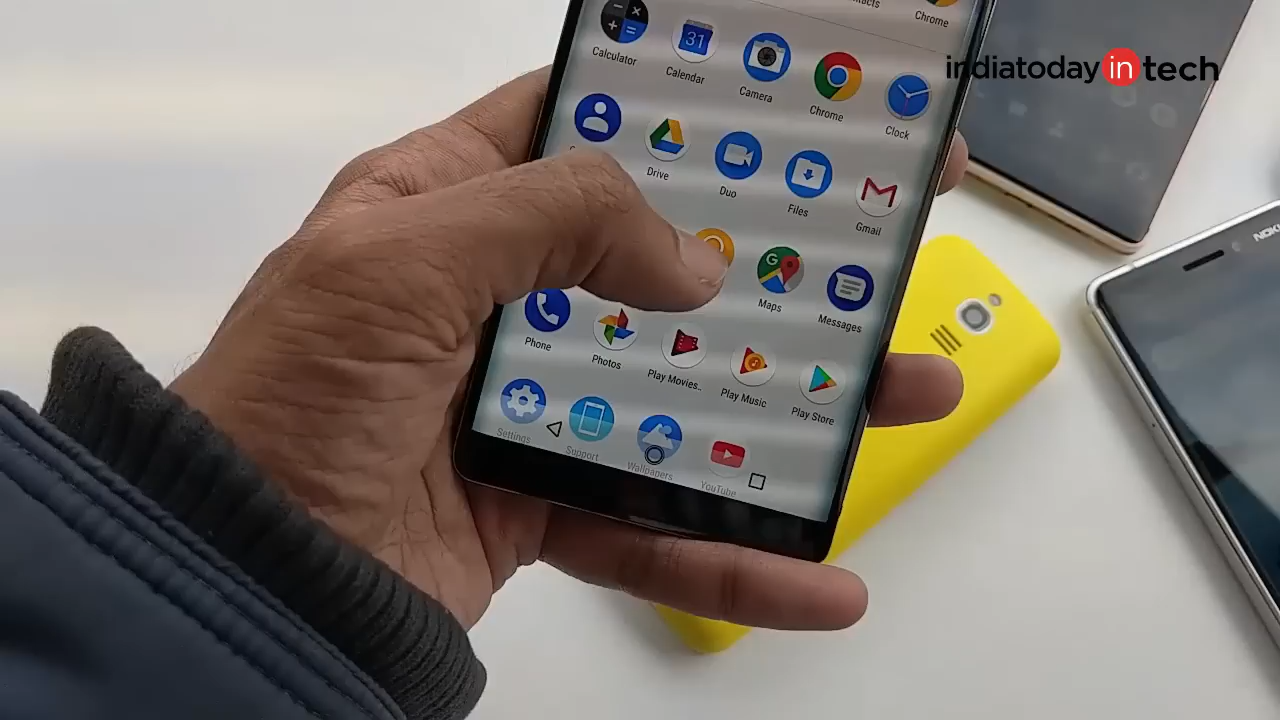 Chrome
Calculator
Calendar
Camera
Chrome
Clock
indiatoday in tech
31
Drive
Duo
Files
Gmail
G
Maps
Messages
NOKIA
Phone
Photos
Play Movies..
Play Music
Play Store
Settings
Support
Wallpapers
YouTube